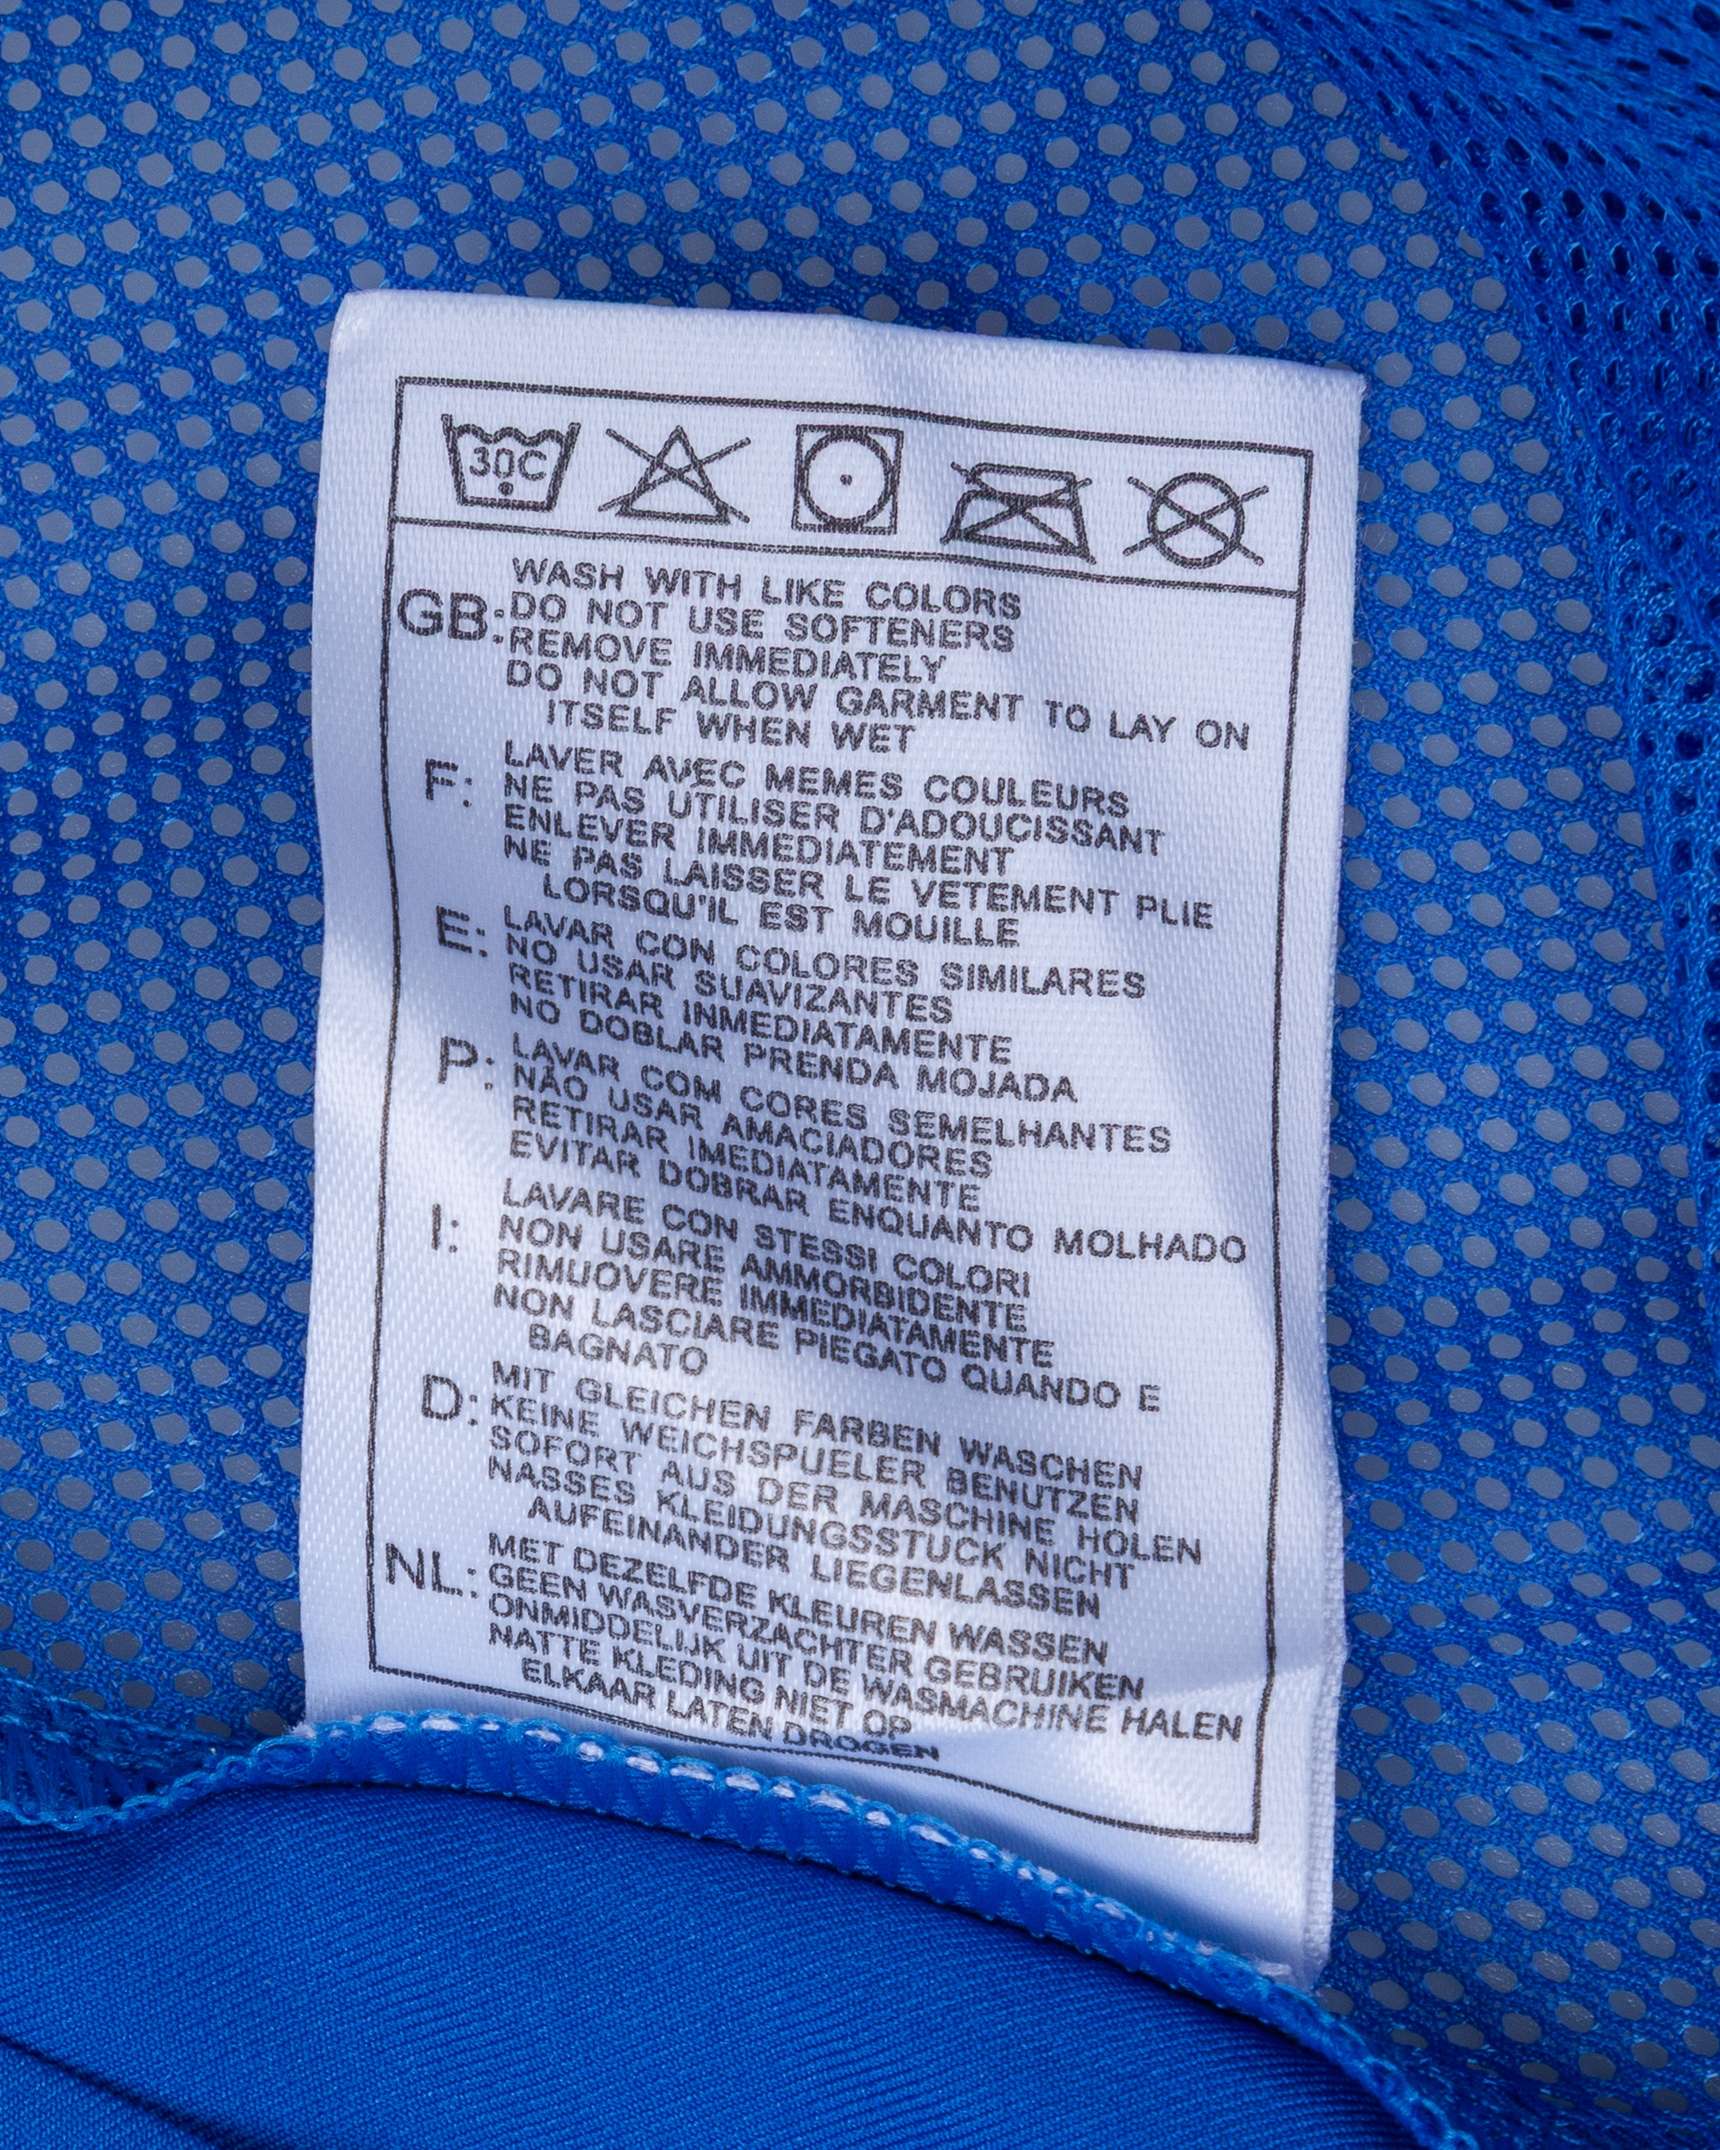 30C
WASH WITH LIKE COLORS
GB: DO NOT USE SOFTENERS
REMOVE IMMEDIATELY
DO NOT ALLOW GARMENT TO LAY ON
ITSELF WHEN WET
LAVER AVEC MEMES COULEURS
F: NE PAS UTILISER D'ADOUCISSANT
ENLEVER IMMEDIATEMENT
NE PAS LAISSER LE VETEMENT PLIE
LORSQU'IL EST MOUILLE
E: LAVAR CON COLORES SIMILARES
NO USAR SUAVIZANTES
RETIRAR INMEDIATAMENTE
NO DOBLAR PRENDA MOJADA
P: LAVAR COM CORES SEMELHANTES
NÃO USAR AMACIADORES
RETIRAR IMEDIATAMENTE
EVITAR DOBRAR ENQUANTO MOLHADO
I: LAVARE CON STESSI COLORI
NON USARE AMMORBIDENTE
RIMUOVERE IMMEDIATAMENTE
NON LASCIARE PIEGATO QUANDO E
BAGNATO
D: MIT GLEICHEN FARBEN WASCHEN
KEINE WEICHSPUELER BENUTZEN
SOFORT AUS DER MASCHINE HOLEN
NASSES KLEIDUNGSSTUCK NICHT
AUFEINANDER LIEGENLASSEN
NL: MET DEZELFDE KLEUREN WASSEN
GEEN WASVERZACHTER GEBRUIKEN
ONMIDDELIJK UIT DE WASMACHINE HALEN
NATTE KLEDING NIET OP
ELKAAR LATEN DROGEN